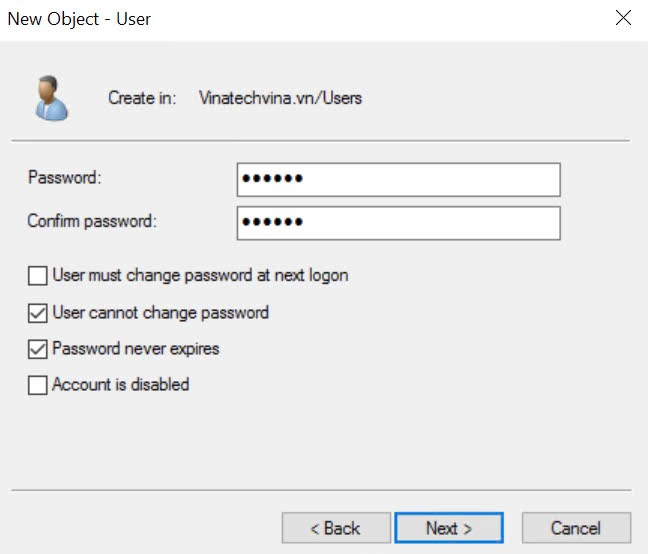 New Object - User
Create in: Vinatechvina.vn/Users
Password: ••••••
Confirm password: ••••••
User must change password at next logon
User cannot change password
Password never expires
Account is disabled
< Back Next > Cancel